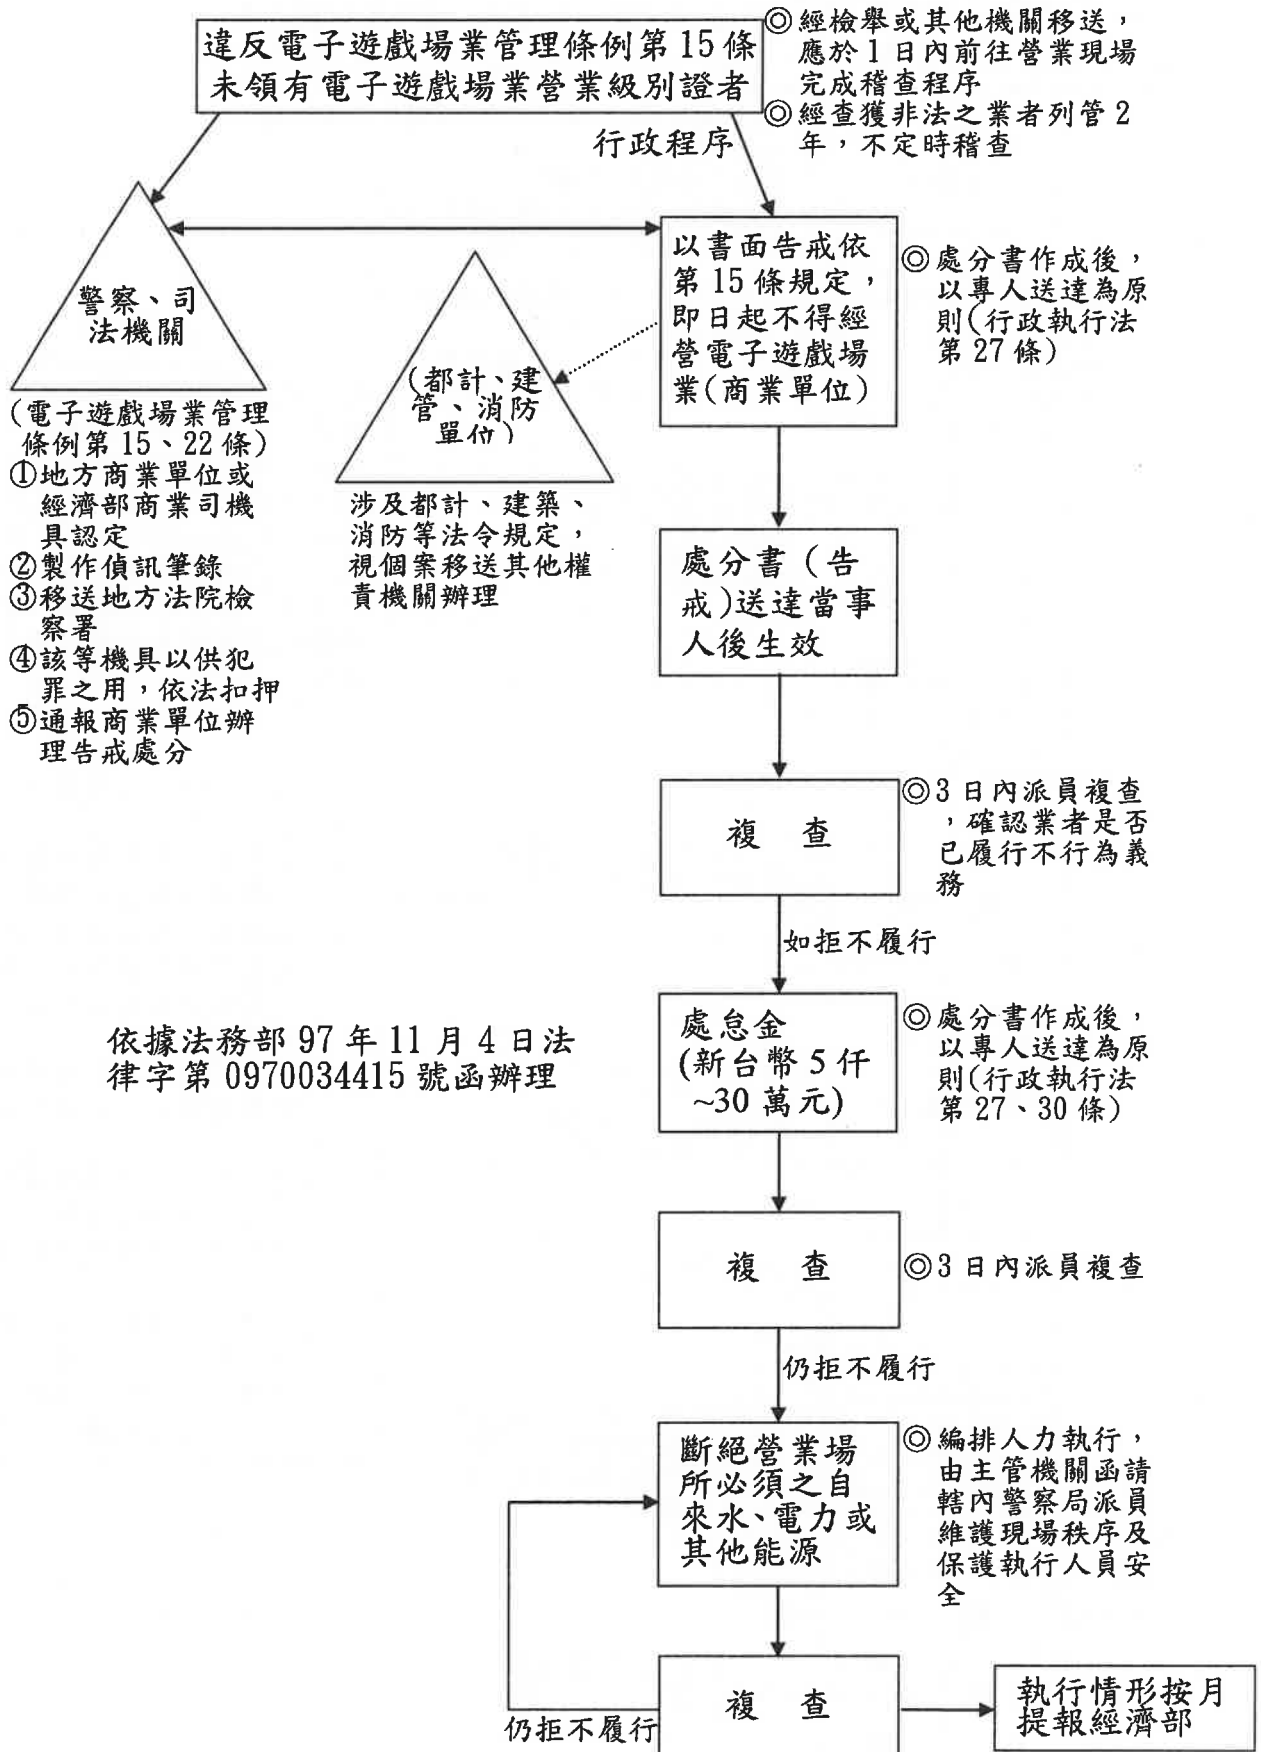 違反電子遊戲場業管理條例第15條
未領有電子遊戲場業營業級別證者
◎經檢舉或其他機關移送，
應於1日內前往營業現場
完成稽查程序
◎經查獲非法之業者列管2
年，不定時稽查
行政程序
警察、司
法機關
(電子遊戲場業管理
條例第15、22條)
①地方商業單位或
經濟部商業司機
具認定
②製作偵訊筆錄
③移送地方法院檢
察署
④該等機具以供犯
罪之用，依法扣押
⑤通報商業單位辦
理告戒處分
(都計、建
管、消防
單位)
涉及都計、建築、
消防等法令規定，
視個案移送其他權
責機關辦理
以書面告戒依
第15條規定，
即日起不得經
營電子遊戲場
業(商業單位)
◎處分書作成後，
以專人送達為原
則(行政執行法
第27條)
處分書(告
戒)送達當事
人後生效
複 查
◎3日內派員複查
，確認業者是否
已履行不行為義
務
如拒不履行
依據法務部97年11月4日法
律字第0970034415號函辦理
處怠金
(新台幣5仟
~30萬元)
◎處分書作成後，
以專人送達為原
則(行政執行法
第27、30條)
複 查
◎3日內派員複查
仍拒不履行
斷絕營業場
所必須之自
來水、電力或
其他能源
◎編排人力執行，
由主管機關函請
轄內警察局派員
維護現場秩序及
保護執行人員安
全
仍拒不履行
複 查
執行情形按月
提報經濟部